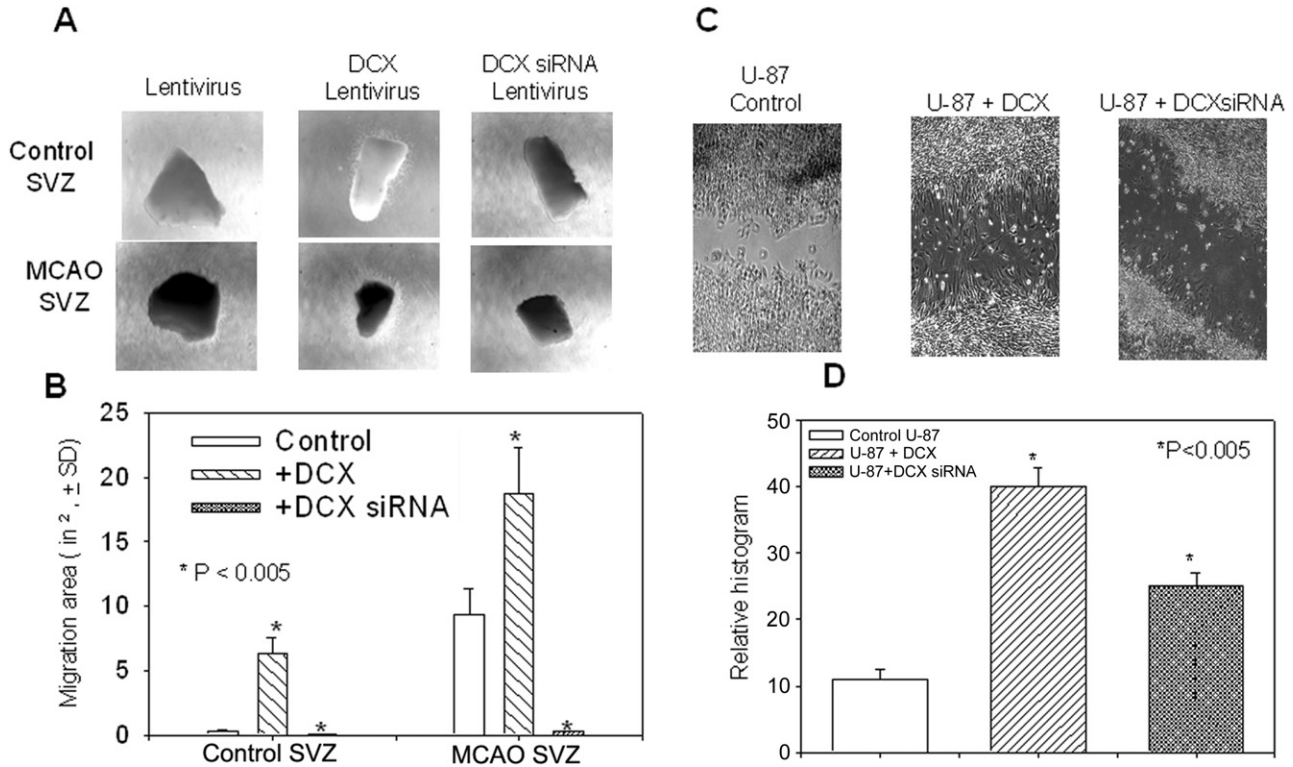 A
Lentivirus
DCX
Lentivirus
DCX siRNA
Lentivirus
Control
SVZ
MCAO
SVZ
B
Migration area ( in ² , ± SD)
25
20
15
10
5
0
Control
+DCX
+DCX siRNA
* P < 0.005
*
*
*
*
Control SVZ
MCAO SVZ
C
U-87
Control
U-87 + DCX
U-87 + DCXsiRNA
D
Relative histogram
50
40
30
20
10
0
Control U-87
U-87 + DCX
U-87+DCX siRNA
*P<0.005
*
*